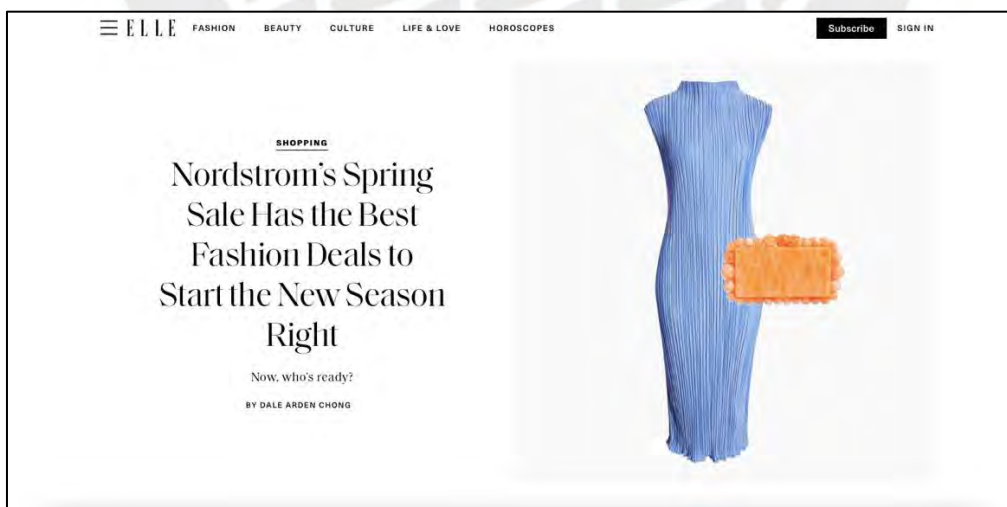 ELLE FASHION BEAUTY CULTURE LIFE & LOVE HOROSCOPES Subscribe SIGN IN
SHOPPING
Nordstrom's Spring
Sale Has the Best
Fashion Deals to
Start the New Season
Right
Now, who's ready?
BY DALE ARDEN CHONG